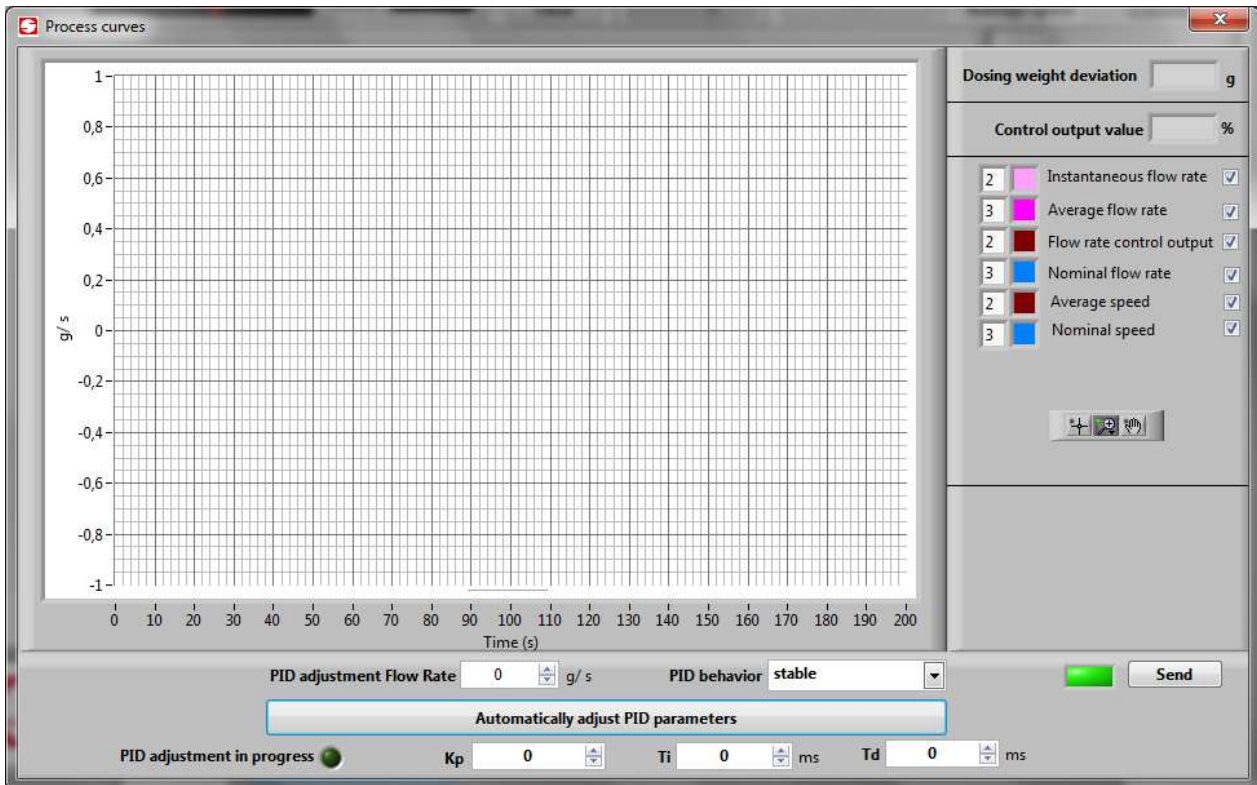 Process curves
1
0,8
0,6
0,4
0,2
0
-0,2
-0,4
-0,6
-0,8
-1
g/ s
0 10 20 30 40 50 60 70 80 90 100 110 120 130 140 150 160 170 180 190 200
Time (s)
Dosing weight deviation g
Control output value %
2 Instantaneous flow rate
3 Average flow rate
2 Flow rate control output
3 Nominal flow rate
2 Average speed
3 Nominal speed
PID adjustment Flow Rate 0 g/ s PID behavior stable Send
Automatically adjust PID parameters
PID adjustment in progress Kp 0 Ti 0 ms Td 0 ms